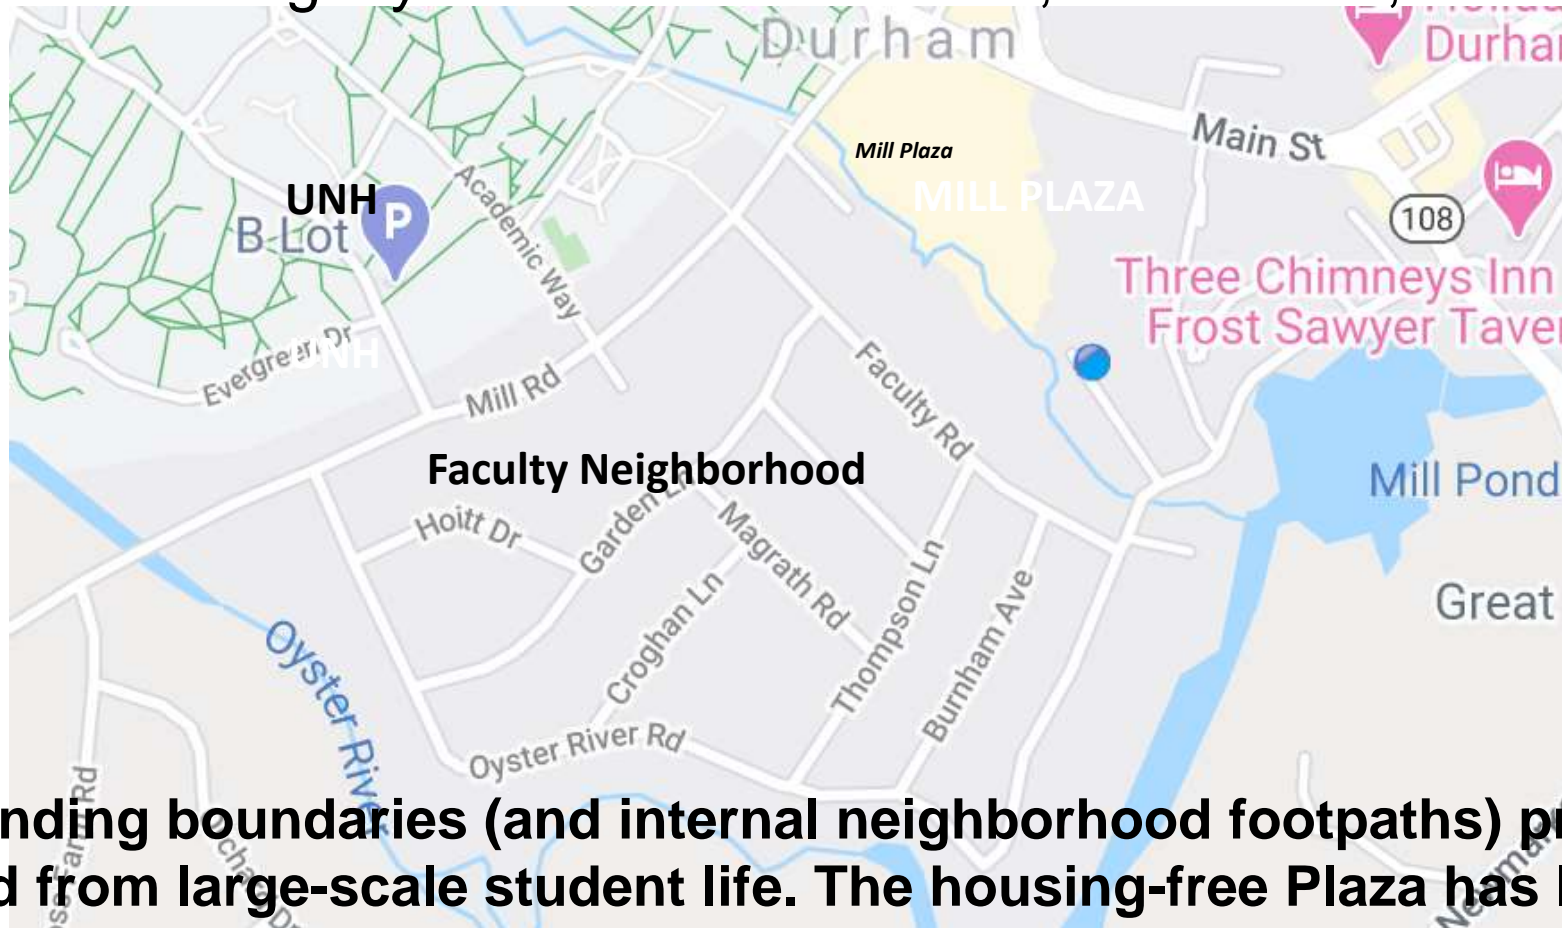 Durham
Durha
Main St
Mill Plaza
MILL PLAZA
UNH
B Lot
P
Academic Way
108
Three Chimneys Inn
Frost Sawyer Taver
Evergreen Dr
UNH
Mill Rd
Faculty Rd
Faculty Neighborhood
Mill Pond
Hoitt Dr
Garden Ln
Magrath Rd
Croghan Ln
Thompson Ln
Burnham Ave
Great
Oyster River
Oyster River Rd
nding boundaries (and internal neighborhood footpaths) pr
d from large-scale student life. The housing-free Plaza has